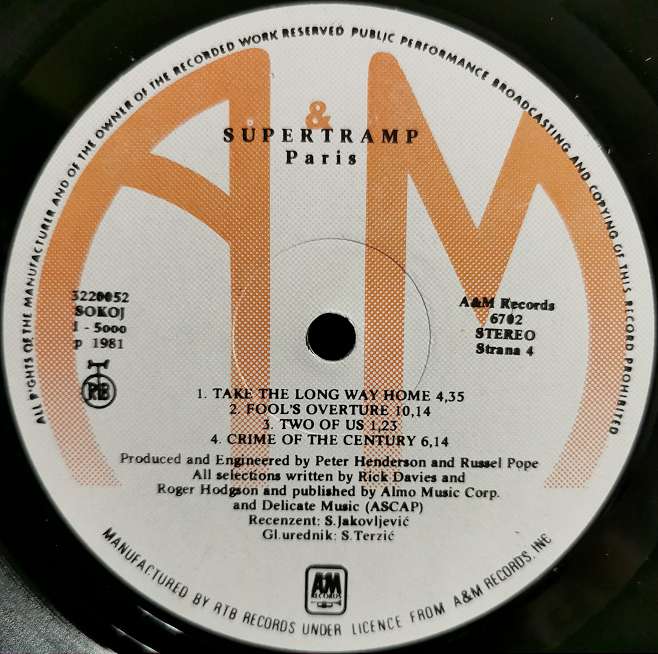 ALL RIGHTS OF THE MANUFACTURER AND OF THE OWNER OF THE RECORDED WORK RESERVED PUBLIC PERFORMANCE BROADCASTING AND COPYING OF THIS RECORD PROHIBITED
&
A M
SUPERTRAMP
Paris
3220052
SOKOJ
I - 5000
p 1981
RTB
A&M Records
6702
STEREO
Strana 4
1. TAKE THE LONG WAY HOME 4,35
2. FOOL'S OVERTURE 10,14
3. TWO OF US 1,23
4. CRIME OF THE CENTURY 6,14
Produced and Engineered by Peter Henderson and Russel Pope
All selections written by Rick Davies and
Roger Hodgson and published by Almo Music Corp.
and Delicate Music (ASCAP)
Recenzent: S.Jakovljević
Gl.urednik: S.Terzić
A&M
RECORDS
MANUFACTURED BY RTB RECORDS UNDER LICENCE FROM A&M RECORDS, INC